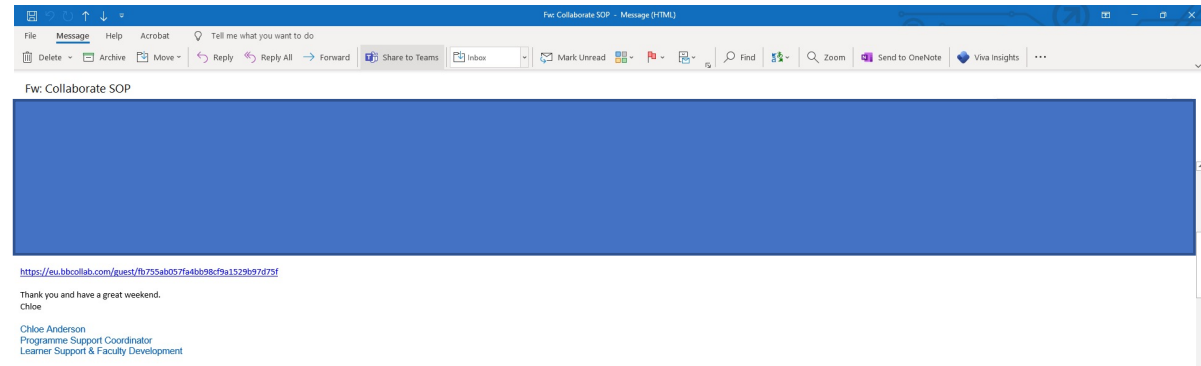 Fw: Collaborate SOP - Message (HTML)
File Message Help Acrobat Tell me what you want to do
Delete Archive Move Reply Reply All Forward Share to Teams Inbox Mark Unread Find Zoom Send to OneNote Viva Insights ...
Fw: Collaborate SOP
https://eu.bbcollab.com/guest/fb755ab057fa4bb98cf9a1529b97d75f
Thank you and have a great weekend.
Chloe
Chloe Anderson
Programme Support Coordinator
Learner Support & Faculty Development